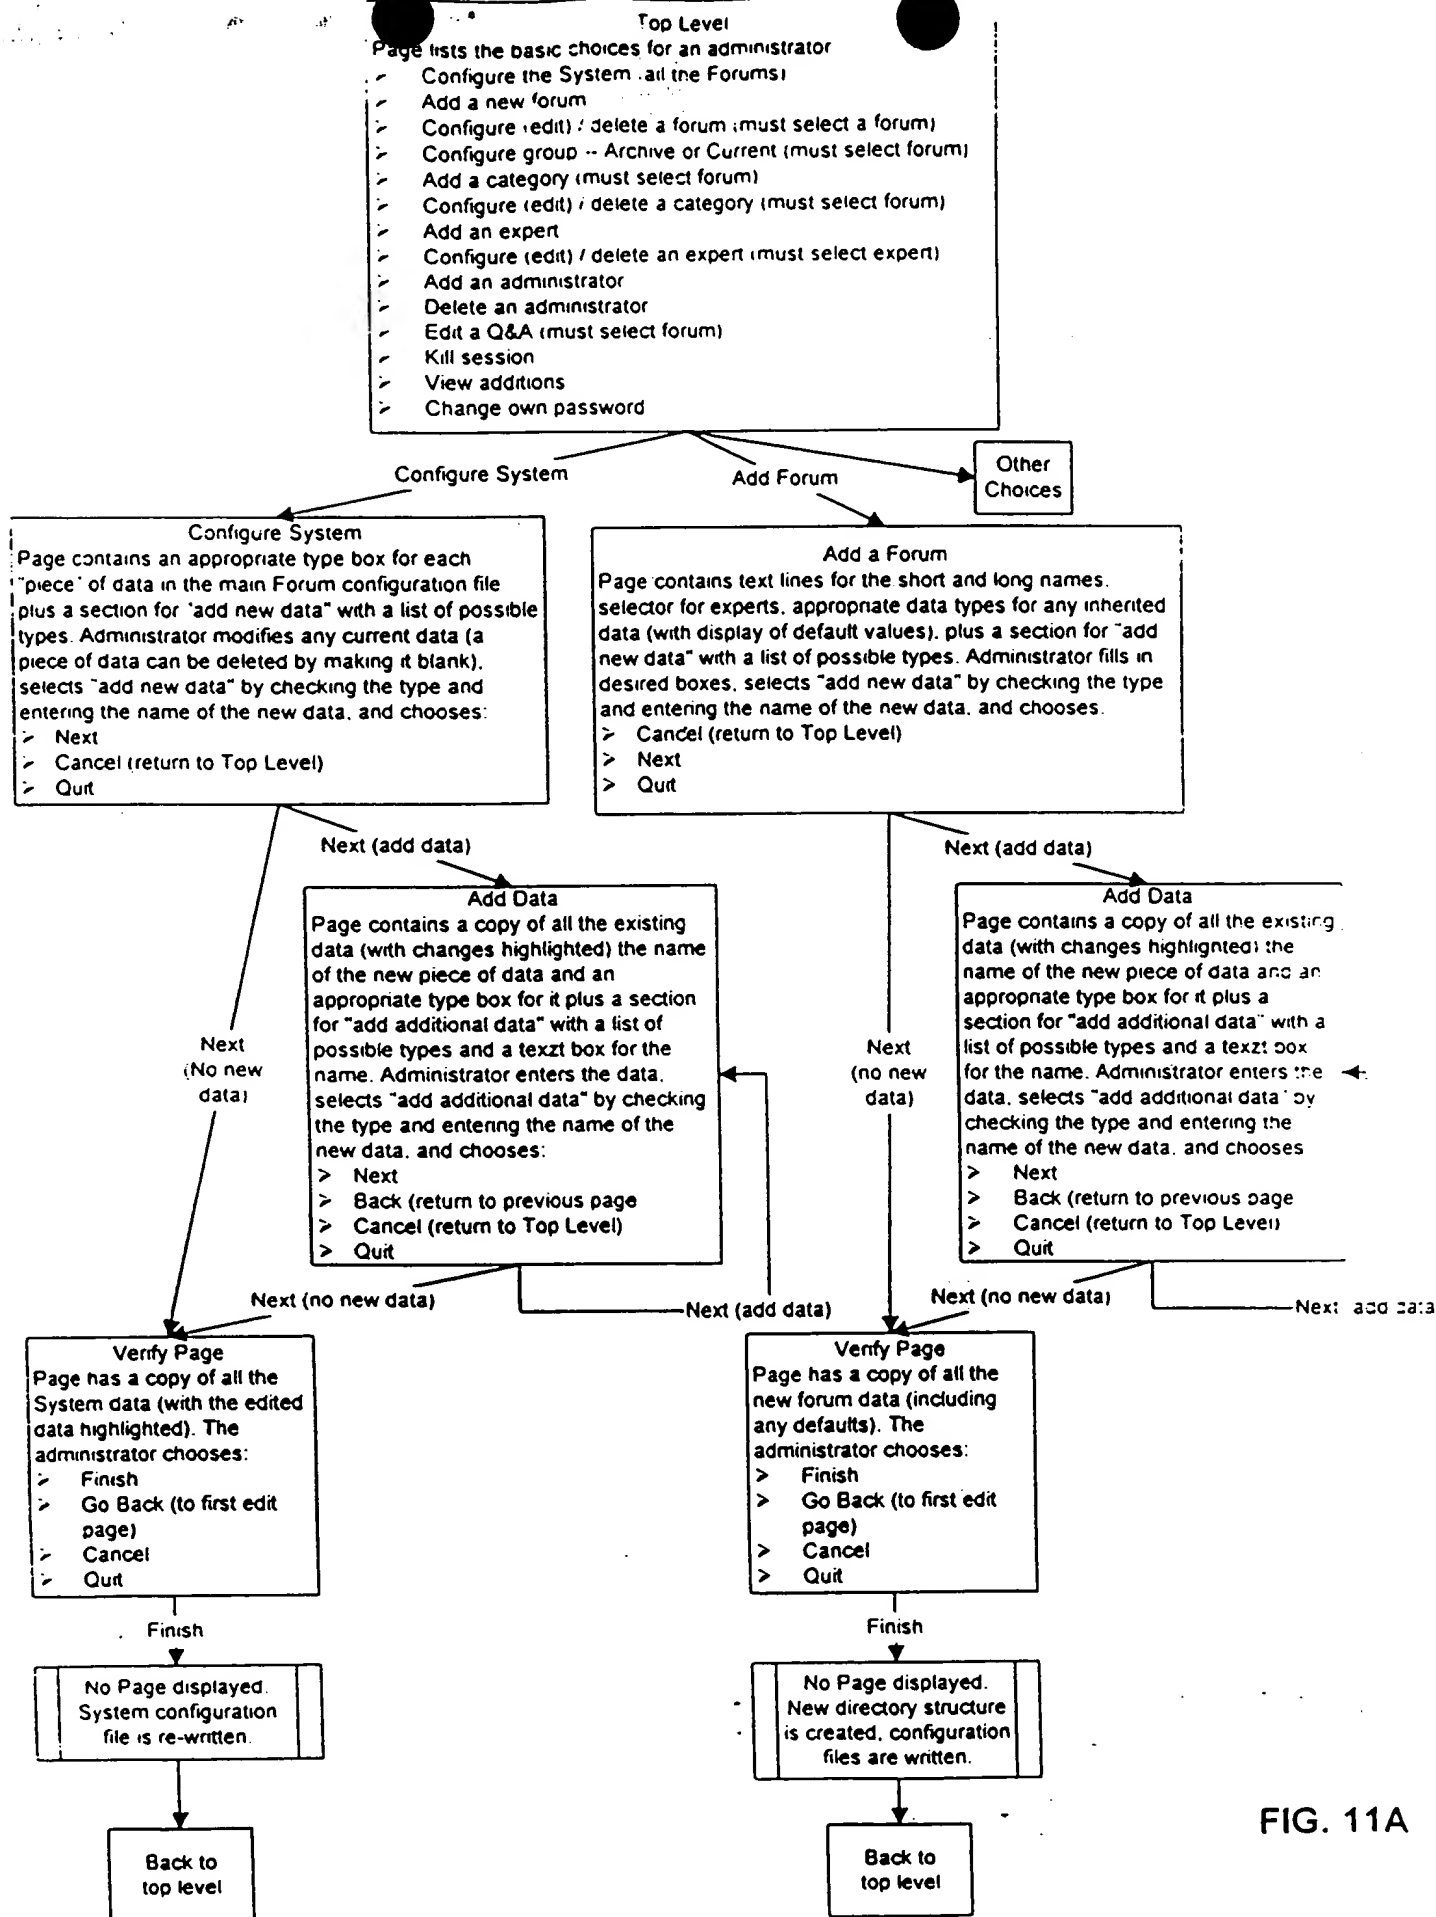 Top Level
Page lists the basic choices for an administrator
➢ Configure the System (all the Forums)
➢ Add a new forum
➢ Configure (edit) / delete a forum (must select a forum)
➢ Configure group -- Archive or Current (must select forum)
➢ Add a category (must select forum)
➢ Configure (edit) / delete a category (must select forum)
➢ Add an expert
➢ Configure (edit) / delete an expert (must select expert)
➢ Add an administrator
➢ Delete an administrator
➢ Edit a Q&A (must select forum)
➢ Kill session
➢ View additions
➢ Change own password
Configure System
Add Forum
Other
Choices
Configure System
Page contains an appropriate type box for each
"piece" of data in the main Forum configuration file
plus a section for "add new data" with a list of possible
types. Administrator modifies any current data (a
piece of data can be deleted by making it blank),
selects "add new data" by checking the type and
entering the name of the new data, and chooses:
➢ Next
➢ Cancel (return to Top Level)
➢ Quit
Add a Forum
Page contains text lines for the short and long names,
selector for experts, appropriate data types for any inherited
data (with display of default values), plus a section for "add
new data" with a list of possible types. Administrator fills in
desired boxes, selects "add new data" by checking the type
and entering the name of the new data, and chooses:
➢ Cancel (return to Top Level)
➢ Next
➢ Quit
Next (add data)
Next (add data)
Add Data
Page contains a copy of all the existing
data (with changes highlighted) the name
of the new piece of data and an
appropriate type box for it plus a section
for "add additional data" with a list of
possible types and a texzt box for the
name. Administrator enters the data,
selects "add additional data" by checking
the type and entering the name of the
new data, and chooses:
➢ Next
➢ Back (return to previous page
➢ Cancel (return to Top Level)
➢ Quit
Add Data
Page contains a copy of all the existing
data (with changes highlighted) the
name of the new piece of data and an
appropriate type box for it plus a
section for "add additional data" with a
list of possible types and a texzt box
for the name. Administrator enters the
data, selects "add additional data" by
checking the type and entering the
name of the new data, and chooses
➢ Next
➢ Back (return to previous page
➢ Cancel (return to Top Level)
➢ Quit
Next
(No new
data)
Next
(no new
data)
Next (no new data)
Next (add data)
Next (no new data)
Next add data
Verify Page
Page has a copy of all the
System data (with the edited
data highlighted). The
administrator chooses:
➢ Finish
➢ Go Back (to first edit
page)
➢ Cancel
➢ Quit
Verify Page
Page has a copy of all the
new forum data (including
any defaults). The
administrator chooses:
➢ Finish
➢ Go Back (to first edit
page)
➢ Cancel
➢ Quit
Finish
Finish
No Page displayed.
System configuration
file is re-written.
No Page displayed.
New directory structure
is created, configuration
files are written.
Back to
top level
Back to
top level
FIG. 11A